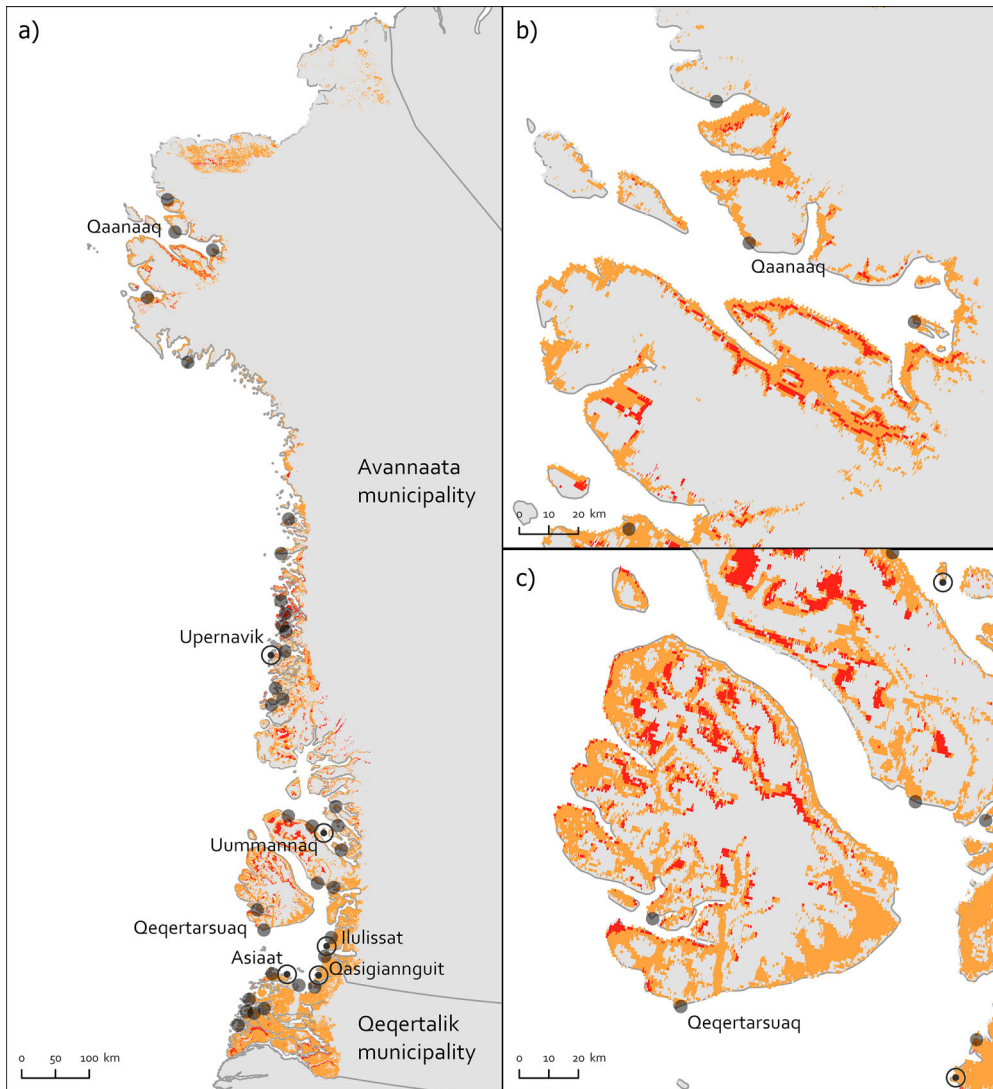 a)
Qaanaaq
Avannaata
municipality
Upernavik
Uummannaq
Qeqertarsuaq
Ilulissat
Asiaat
Qasigiannguit
Qeqertalik
municipality
0 50 100 km
b)
Qaanaaq
0 10 20 km
c)
Qeqertarsuaq
0 10 20 km